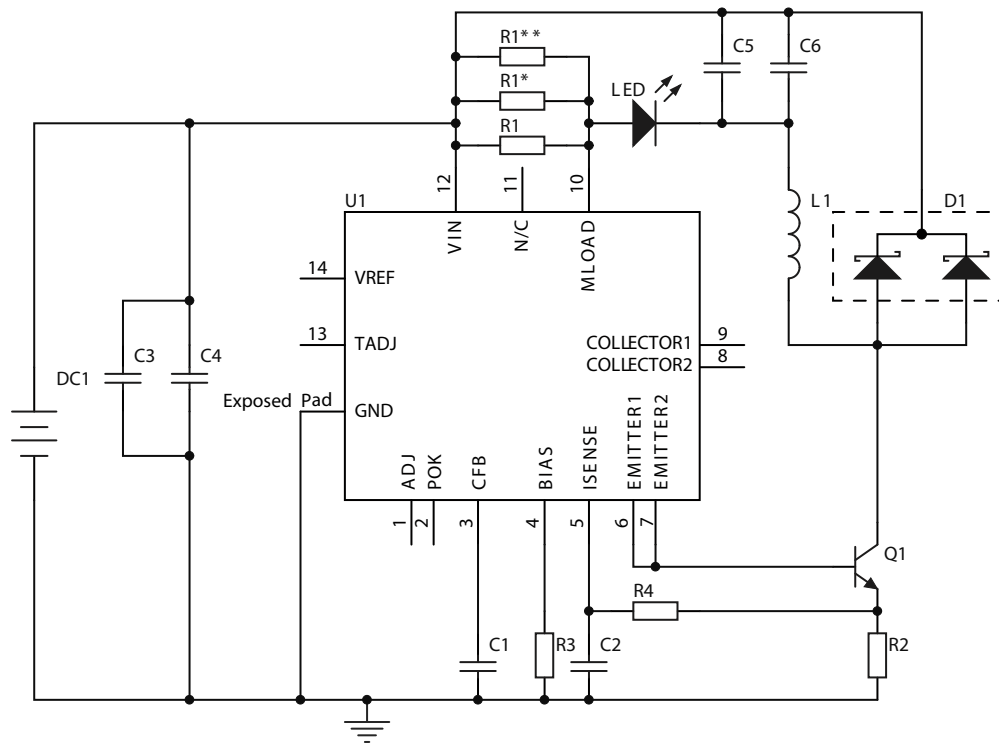 R1**
R1*
R1
C5
C6
LED
12
11
10
U1
VIN
N/C
MLOAD
L1
D1
14
VREF
13
TADJ
COLLECTOR1
9
COLLECTOR2
8
C3
C4
DC1
Exposed Pad
GND
ADJ
POK
CFB
BIAS
ISENSE
EMITTER1
EMITTER2
1
2
3
4
5
6
7
Q1
R4
C1
R3
C2
R2